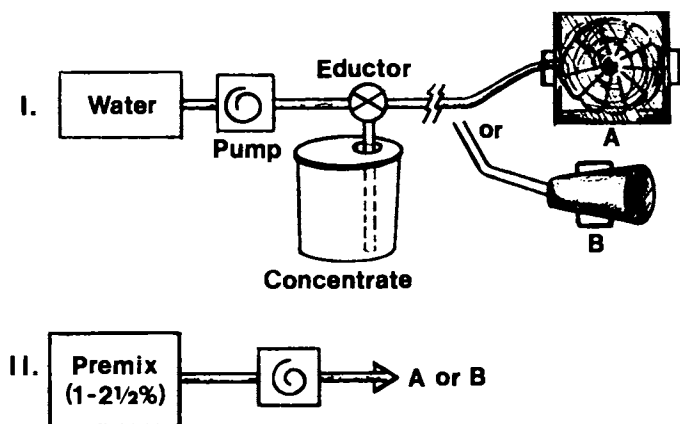 Eductor
I. Water
Pump
or
A
B
Concentrate
II. Premix
(1-2½%)
A or B